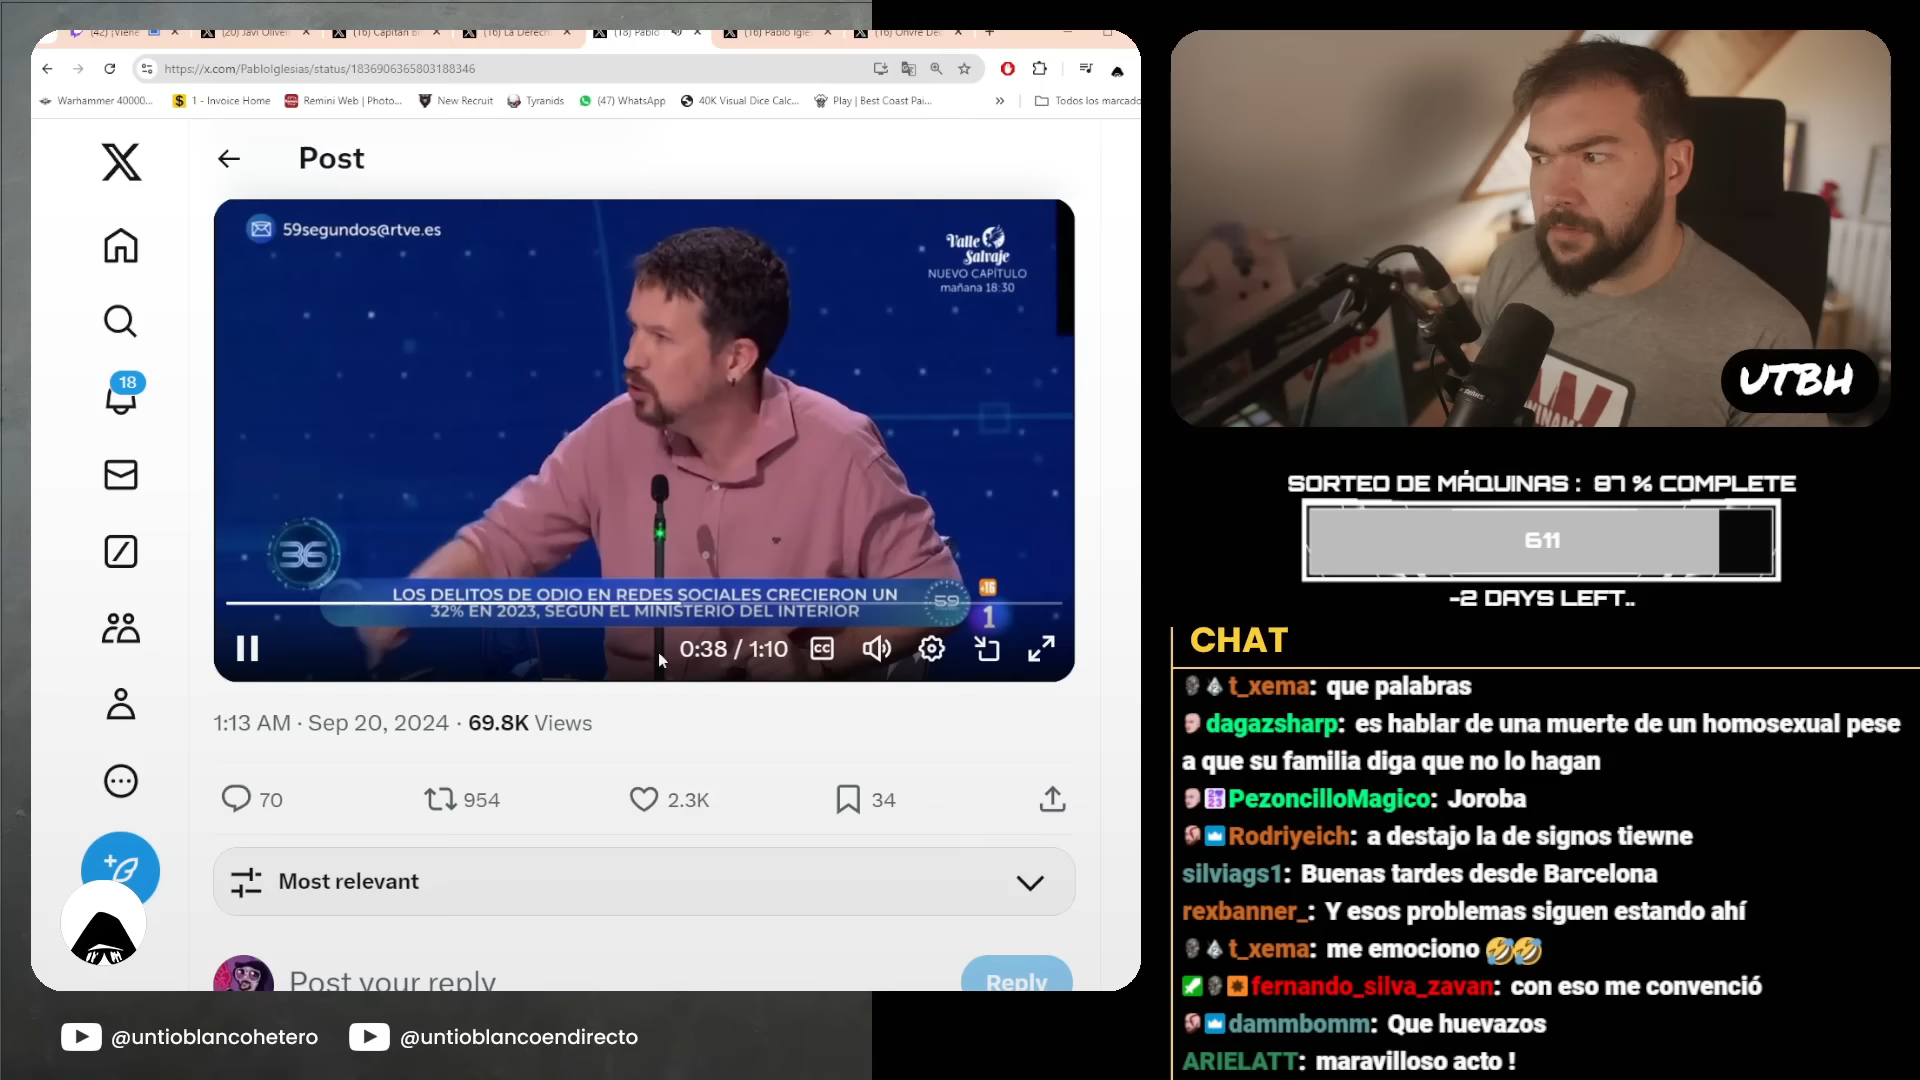 (42) ¡Viene
(20) Javi Oliveir
(16) Capitán Bi
(16) La Derech
(18) Pablo
(16) Pablo Igle
(16) Onvre De
https://x.com/PabloIglesias/status/1836906365803188346
Warhammer 40000...
1 - Invoice Home
Remini Web | Photo...
New Recruit
Tyranids
(47) WhatsApp
40K Visual Dice Calc...
Play | Best Coast Pai...
»
Todos los marcado
Post
18
59segundos@rtve.es
Valle
Salvaje
NUEVO CAPÍTULO
mañana 18:30
36
LOS DELITOS DE ODIO EN REDES SOCIALES CRECIERON UN
32% EN 2023, SEGÚN EL MINISTERIO DEL INTERIOR
59
+16
1
0:38 / 1:10
CC
1:13 AM · Sep 20, 2024 · 69.8K Views
70
954
2.3K
34
Most relevant
Post your reply
Reply
@untioblancohetero
@untioblancoendirecto
UTBH
SORTEO DE MÁQUINAS : 87 % COMPLETE
611
-2 DAYS LEFT..
CHAT
t_xema: que palabras
dagazsharp: es hablar de una muerte de un homosexual pese
a que su familia diga que no lo hagan
PezoncilloMagico: Joroba
Rodriyeich: a destajo la de signos tiewne
silviags1: Buenas tardes desde Barcelona
rexbanner_: Y esos problemas siguen estando ahí
t_xema: me emociono 🤣🤣
fernando_silva_zavan: con eso me convenció
dammbomm: Que huevazos
ARIELATT: maravilloso acto !